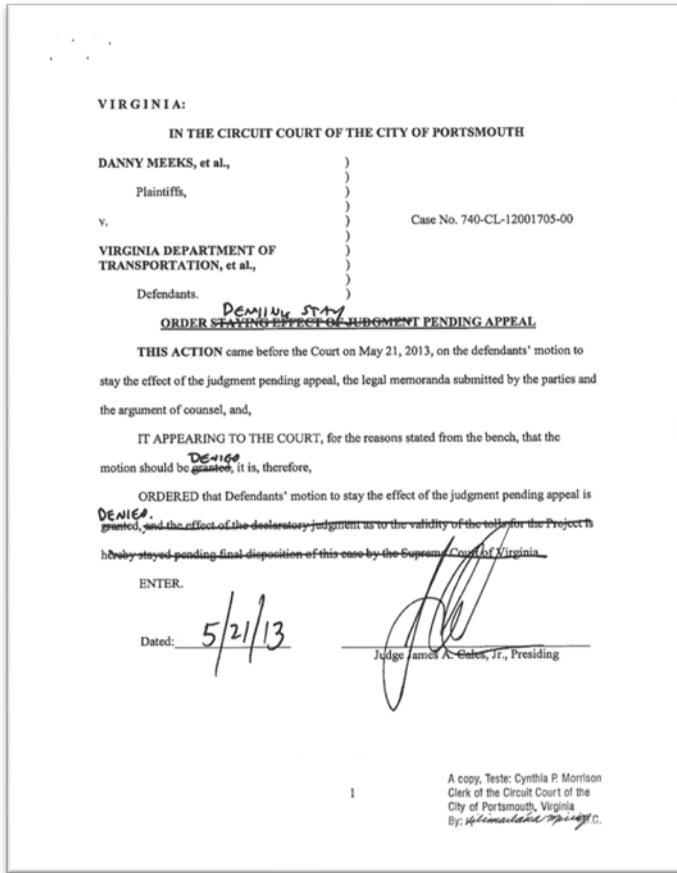 VIRGINIA:
IN THE CIRCUIT COURT OF THE CITY OF PORTSMOUTH
DANNY MEEKS, et al., )
Plaintiffs, )
v. ) Case No. 740-CL-12001705-00
VIRGINIA DEPARTMENT OF )
TRANSPORTATION, et al., )
Defendants. )
DENYING STAY
ORDER STAYING EFFECT OF JUDGMENT PENDING APPEAL
THIS ACTION came before the Court on May 21, 2013, on the defendants' motion to
stay the effect of the judgment pending appeal, the legal memoranda submitted by the parties and
the argument of counsel, and,
IT APPEARING TO THE COURT, for the reasons stated from the bench, that the
DENIED
motion should be granted, it is, therefore,
ORDERED that Defendants' motion to stay the effect of the judgment pending appeal is
DENIED.
granted, and the effect of the declaratory judgment as to the validity of the tolls for the Project is
hereby stayed pending final disposition of this case by the Supreme Court of Virginia.
ENTER.
Dated: 5/21/13
Judge James A. Cales, Jr., Presiding
1
A copy, Teste: Cynthia P. Morrison
Clerk of the Circuit Court of the
City of Portsmouth, Virginia
By: D.C.